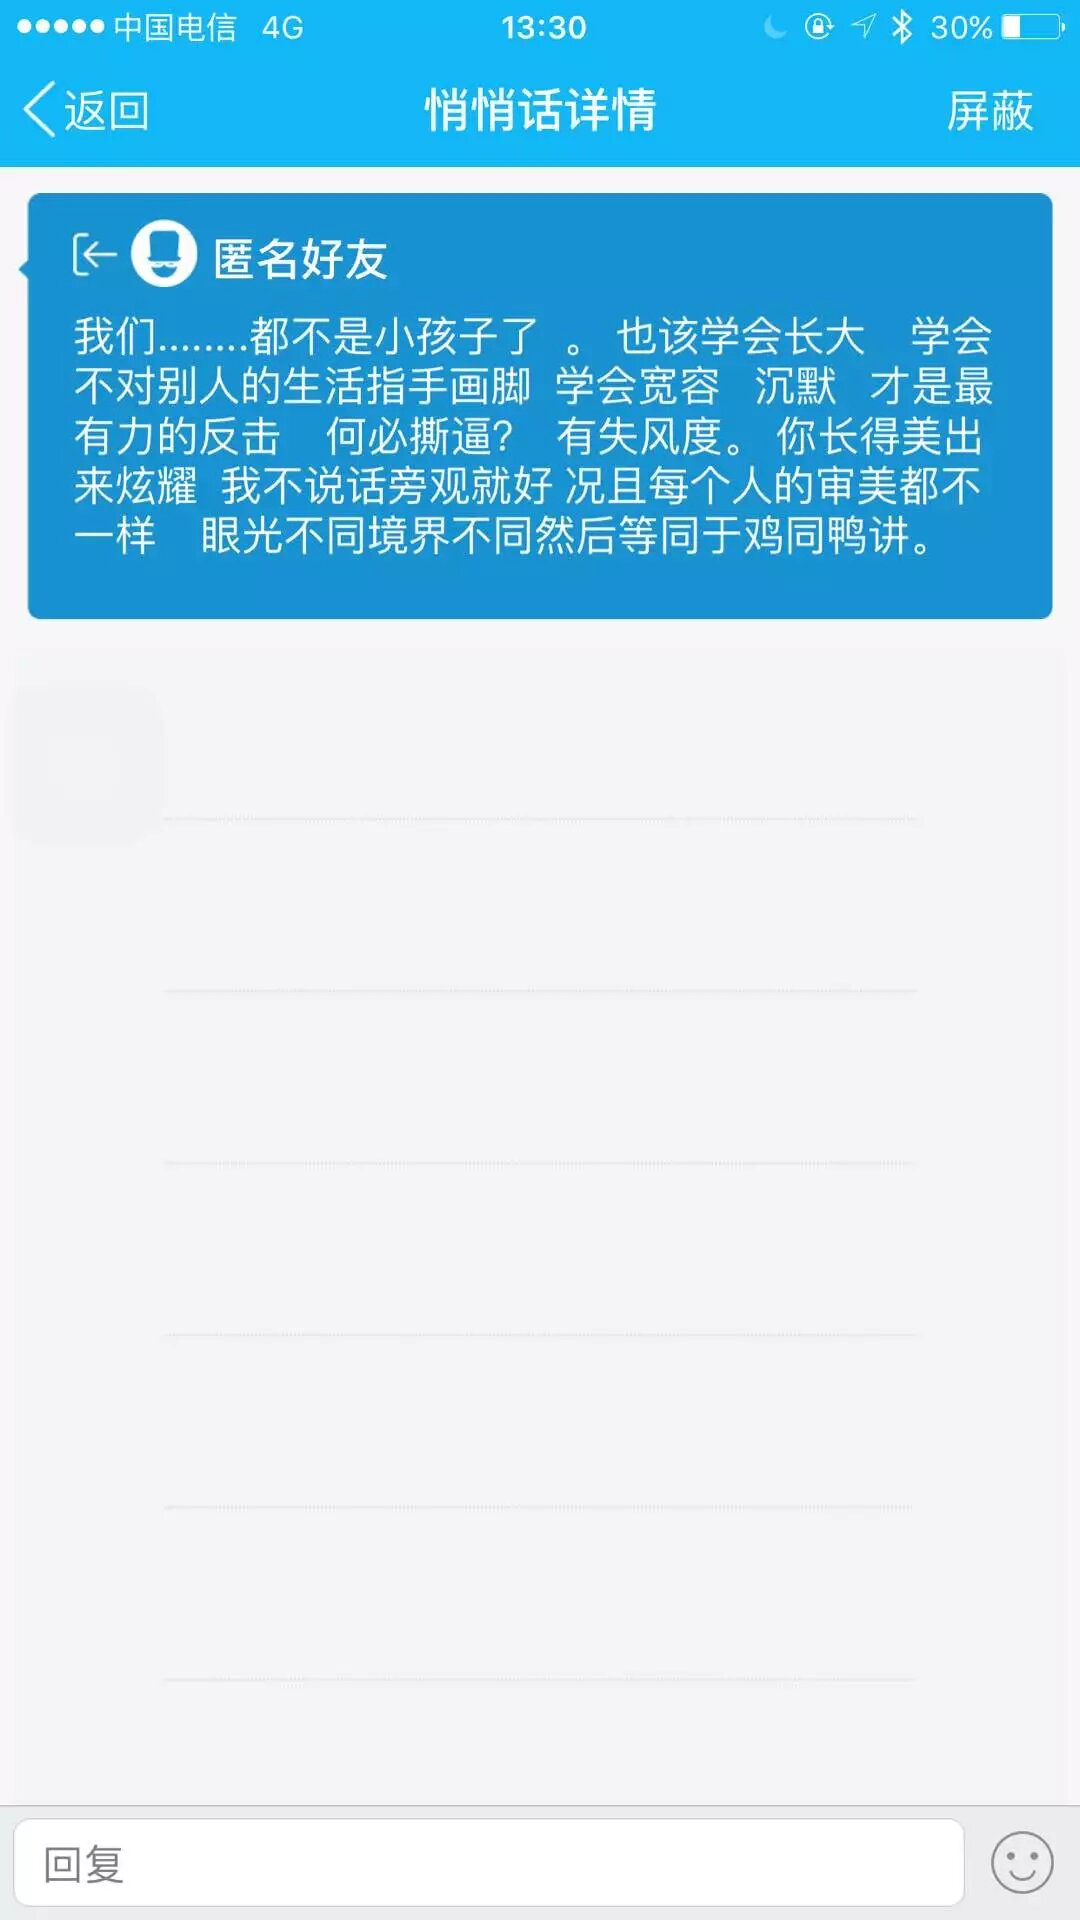 中国电信 4G 13:30 30%
返回 悄悄话详情 屏蔽
匿名好友
我们........都不是小孩子了 。 也该学会长大 学会
不对别人的生活指手画脚 学会宽容 沉默 才是最
有力的反击 何必撕逼？ 有失风度。 你长得美出
来炫耀 我不说话旁观就好 况且每个人的审美都不
一样 眼光不同境界不同然后等同于鸡同鸭讲。
回复